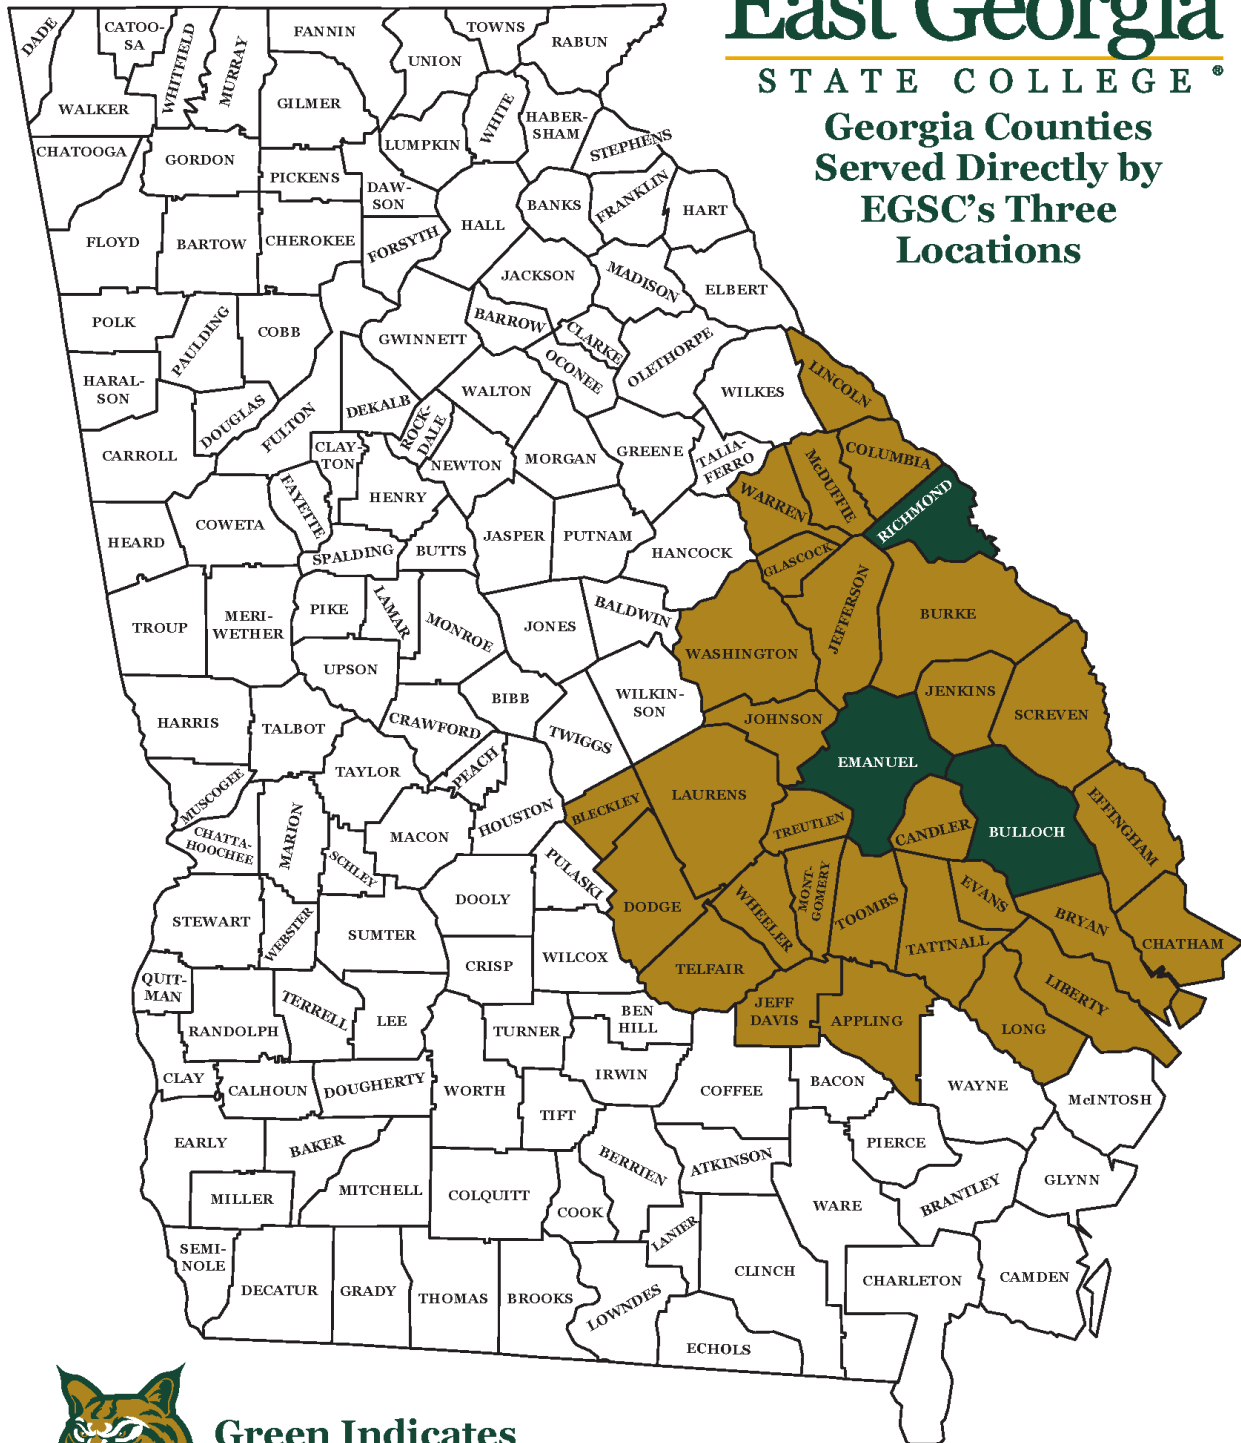 East Georgia
STATE COLLEGE®
Georgia Counties
Served Directly by
EGSC's Three
Locations
DADE
CATOO-
SA
WHITFIELD
MURRAY
FANNIN
UNION
TOWNS
RABUN
WALKER
GILMER
WHITE
HABER-
SHAM
LUMPKIN
STEPHENS
CHATOOGA
GORDON
PICKENS
DAW-
SON
BANKS
FRANKLIN
HART
HALL
FLOYD
BARTOW
CHEROKEE
FORSYTH
JACKSON
MADISON
ELBERT
POLK
PAULDING
COBB
GWINNETT
BARROW
CLARKE
OCONEE
OLETHORPE
WILKES
LINCOLN
HARAL-
SON
DOUGLAS
FULTON
DEKALB
ROCK-
DALE
WALTON
CARROLL
CLAY-
TON
NEWTON
MORGAN
GREENE
TALIA-
FERRO
McDUFFIE
COLUMBIA
WARREN
RICHMOND
COWETA
FAYETTE
HENRY
HEARD
SPALDING
BUTTS
JASPER
PUTNAM
HANCOCK
GLASCOCK
JEFFERSON
BURKE
TROUP
MERI-
WETHER
PIKE
LAMAR
MONROE
JONES
BALDWIN
WASHINGTON
UPSON
BIBB
WILKIN-
SON
JENKINS
SCREVEN
HARRIS
TALBOT
CRAWFORD
TWIGGS
JOHNSON
TAYLOR
PEACH
EMANUEL
MUSCOGEE
HOUSTON
BLECKLEY
LAURENS
CHATTA-
HOOCHEE
MARION
SCHLEY
MACON
TREUTLEN
CANDLER
BULLOCH
EFFINGHAM
PULASKI
DOOLY
DODGE
WHEELER
MONT-
GOMERY
TOOMBS
EVANS
BRYAN
STEWART
WEBSTER
SUMTER
TATTNALL
CHATHAM
CRISP
WILCOX
TELFAIR
QUIT-
MAN
RANDOLPH
TERRELL
LEE
TURNER
BEN
HILL
JEFF
DAVIS
APPLING
LONG
LIBERTY
CLAY
CALHOUN
DOUGHERTY
WORTH
IRWIN
COFFEE
BACON
WAYNE
McINTOSH
TIFT
EARLY
BAKER
BERRIEN
ATKINSON
PIERCE
MILLER
MITCHELL
COLQUITT
COOK
LANIER
WARE
BRANTLEY
GLYNN
SEMI-
NOLE
DECATUR
GRADY
THOMAS
BROOKS
LOWNDES
CLINCH
CHARLETON
CAMDEN
ECHOLS
Green Indicates